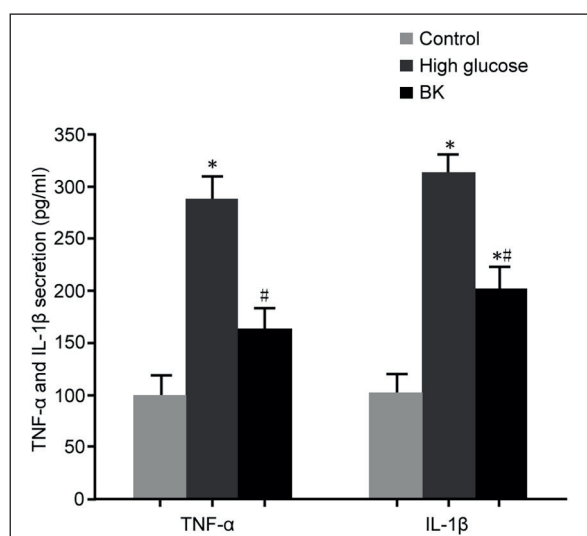 Control
High glucose
BK
TNF-α and IL-1β secretion (pg/ml)
350
300
250
200
150
100
50
0
*
#
*
*#
TNF-α
IL-1β